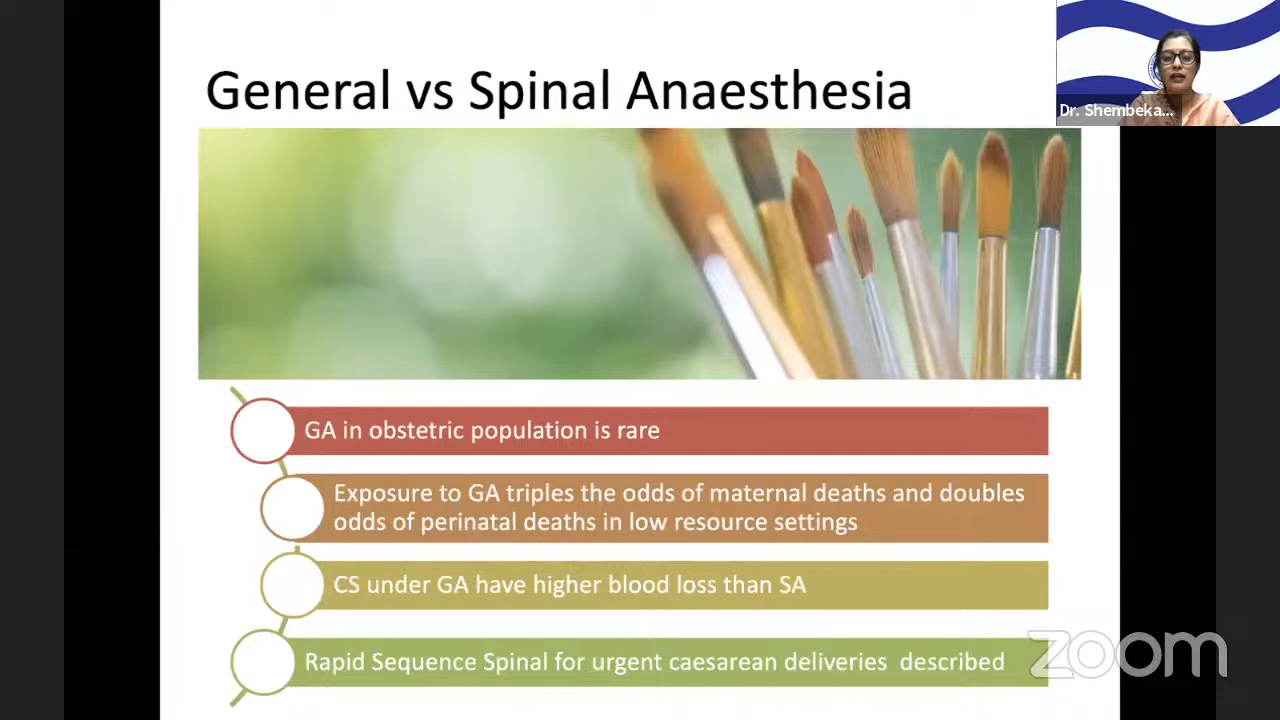 General vs Spinal Anaesthesia
Dr. Shembeka...
GA in obstetric population is rare
Exposure to GA triples the odds of maternal deaths and doubles
odds of perinatal deaths in low resource settings
CS under GA have higher blood loss than SA
Rapid Sequence Spinal for urgent caesarean deliveries described
zoom